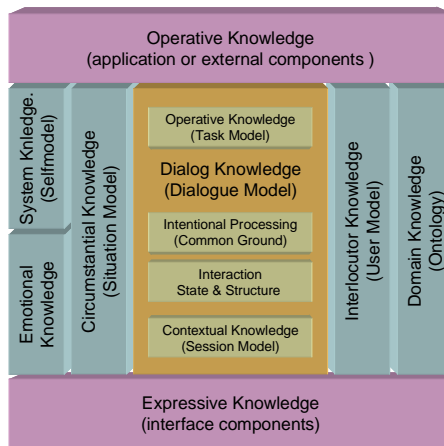 Operative Knowledge
(application or external components )
System Knledge.
(Selfmodel)
Emotional
Knowledge
Circumstantial Knowledge
(Situation Model)
Operative Knowledge
(Task Model)
Dialog Knowledge
(Dialogue Model)
Intentional Processing
(Common Ground)
Interaction
State & Structure
Contextual Knowledge
(Session Model)
Interlocutor Knowledge
(User Model)
Domain Knowledge
(Ontology)
Expressive Knowledge
(interface components)